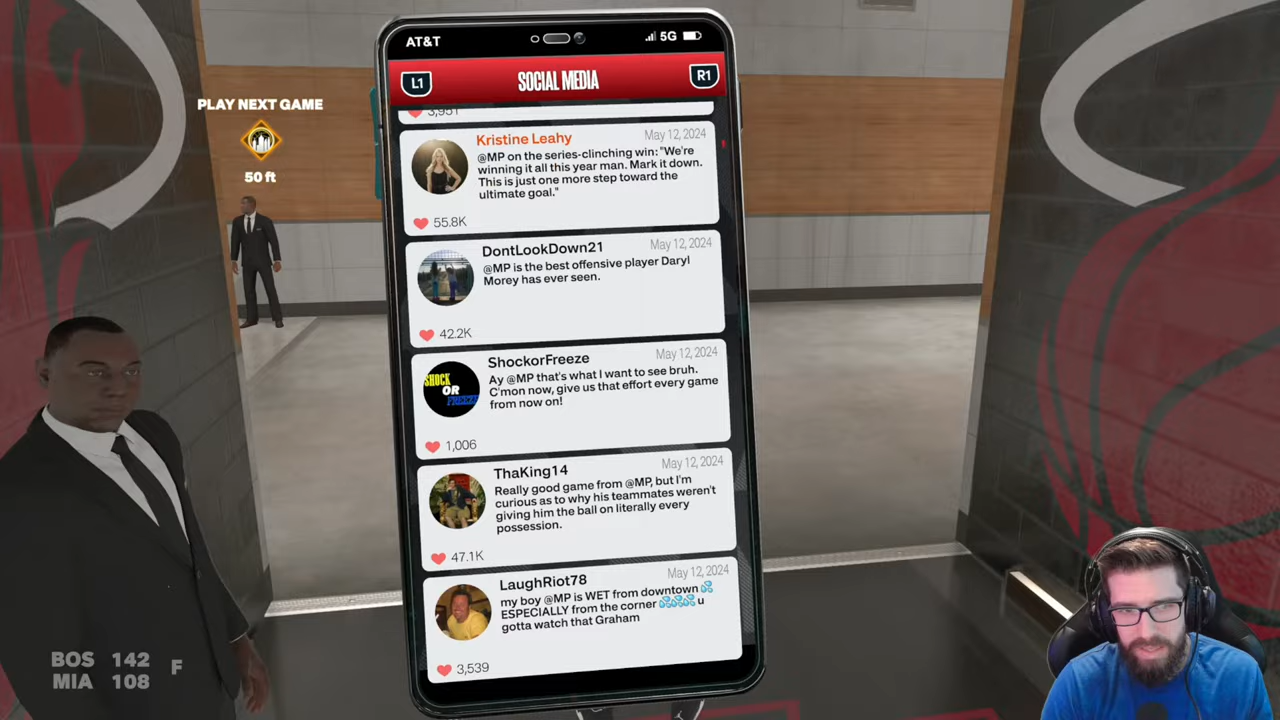 AT&T
5G
L1
SOCIAL MEDIA
R1
PLAY NEXT GAME
50 ft
3,951
Kristine Leahy
May 12, 2024
@MP on the series-clinching win: "We're
winning it all this year man. Mark it down.
This is just one more step toward the
ultimate goal."
55.8K
DontLookDown21
May 12, 2024
@MP is the best offensive player Daryl
Morey has ever seen.
42.2K
SHOCK
OR
FREEZE
ShockorFreeze
May 12, 2024
Ay @MP that's what I want to see bruh.
C'mon now, give us that effort every game
from now on!
1,006
ThaKing14
May 12, 2024
Really good game from @MP, but I'm
curious as to why his teammates weren't
giving him the ball on literally every
possession.
47.1K
LaughRiot78
May 12, 2024
my boy @MP is WET from downtown 💦
ESPECIALLY from the corner 💦💦💦💦 u
gotta watch that Graham
3,539
BOS 142 F
MIA 108